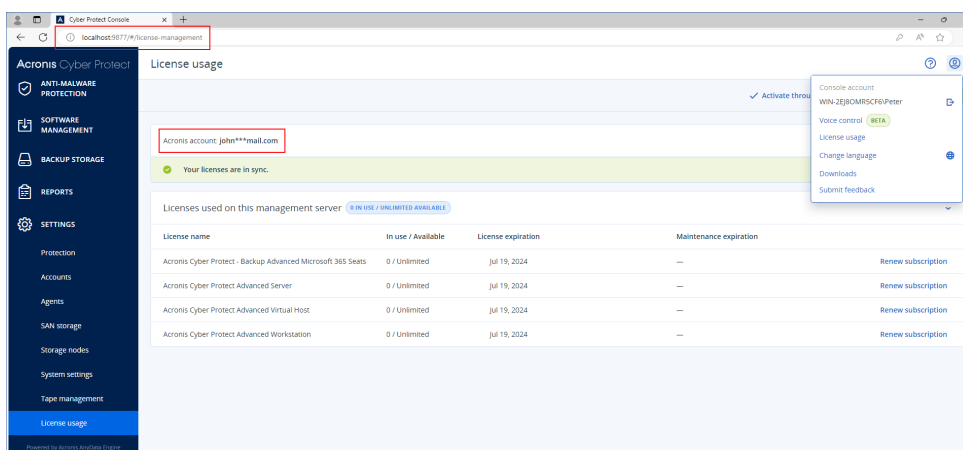 Cyber Protect Console
localhost:9877/#/license-management
Acronis Cyber Protect
License usage
ANTI-MALWARE
PROTECTION
SOFTWARE
MANAGEMENT
BACKUP STORAGE
REPORTS
SETTINGS
Protection
Accounts
Agents
SAN storage
Storage nodes
System settings
Tape management
License usage
Powered by Acronis AnyData Engine
Activate throu
Console account
WIN-2EJ8OMR5CF6\Peter
Voice control BETA
License usage
Change language
Downloads
Submit feedback
Acronis account: john***mail.com
Your licenses are in sync.
Licenses used on this management server 0 IN USE / UNLIMITED AVAILABLE
License name In use / Available License expiration Maintenance expiration
Acronis Cyber Protect - Backup Advanced Microsoft 365 Seats 0 / Unlimited Jul 19, 2024 — Renew subscription
Acronis Cyber Protect Advanced Server 0 / Unlimited Jul 19, 2024 — Renew subscription
Acronis Cyber Protect Advanced Virtual Host 0 / Unlimited Jul 19, 2024 — Renew subscription
Acronis Cyber Protect Advanced Workstation 0 / Unlimited Jul 19, 2024 — Renew subscription